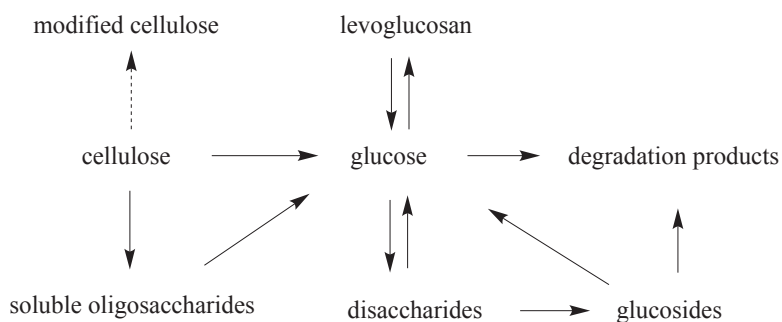 modified cellulose
levoglucosan
cellulose
glucose
degradation products
soluble oligosaccharides
disaccharides
glucosides